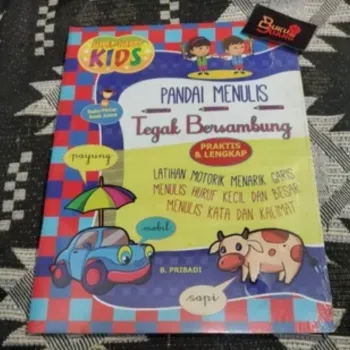 KIDS
BUKU
PANDAI MENULIS
Tegak Bersambung
PRAKTIS
& LENGKAP
payung
LATIHAN MOTORIK MENARIK GARIS
MENULIS HURUF KECIL DAN BESAR
MENULIS KATA DAN KALIMAT
mobil
B. PRIBADI
sapi